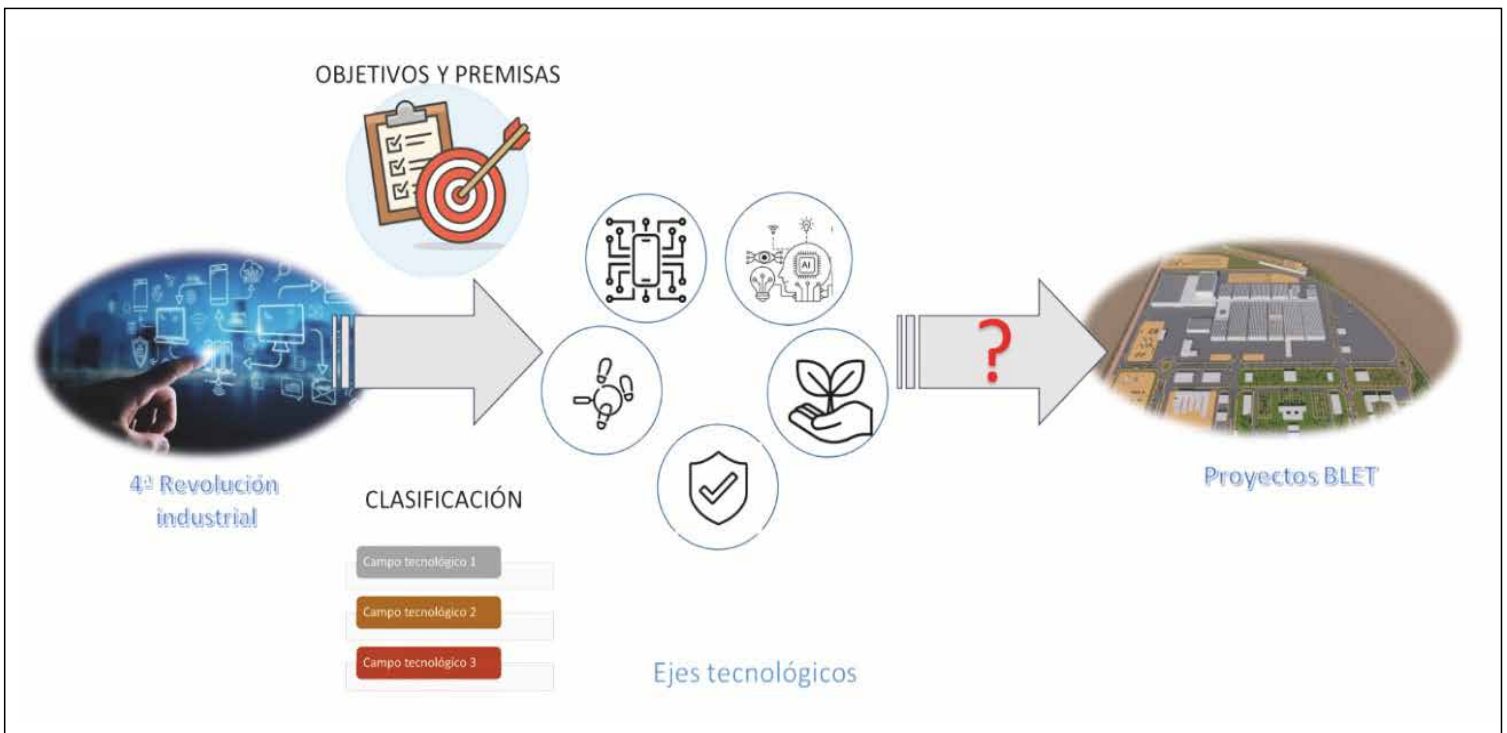 OBJETIVOS Y PREMISAS
AI
?
4ª Revolución
industrial
Proyectos BLET
CLASIFICACIÓN
Campo tecnológico 1
Campo tecnológico 2
Campo tecnológico 3
Ejes tecnológicos